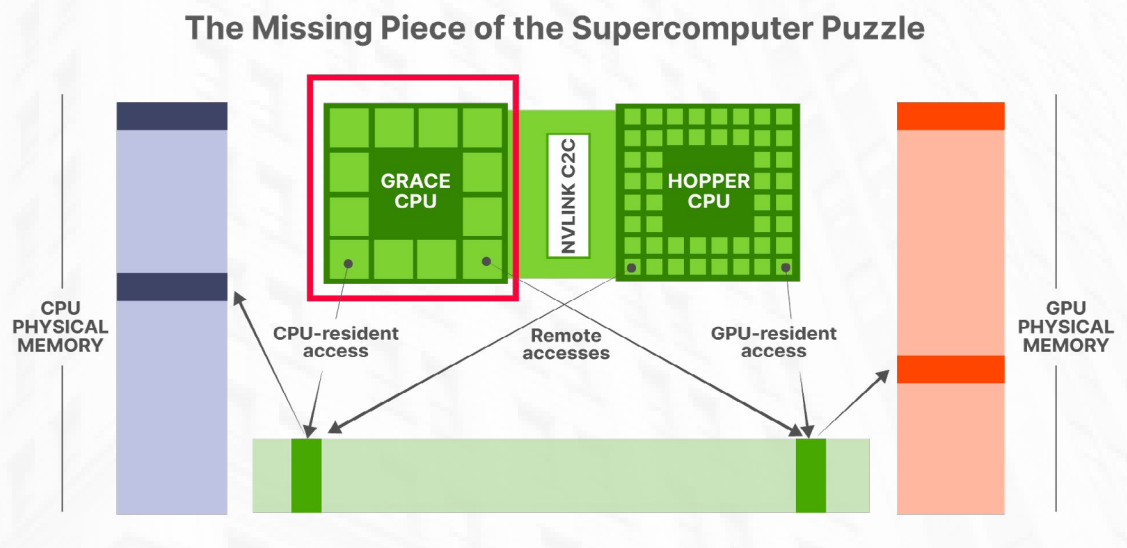 The Missing Piece of the Supercomputer Puzzle
GRACE
CPU
NVLINK C2C
HOPPER
CPU
CPU
PHYSICAL
MEMORY
CPU-resident
access
Remote
accesses
GPU-resident
access
GPU
PHYSICAL
MEMORY